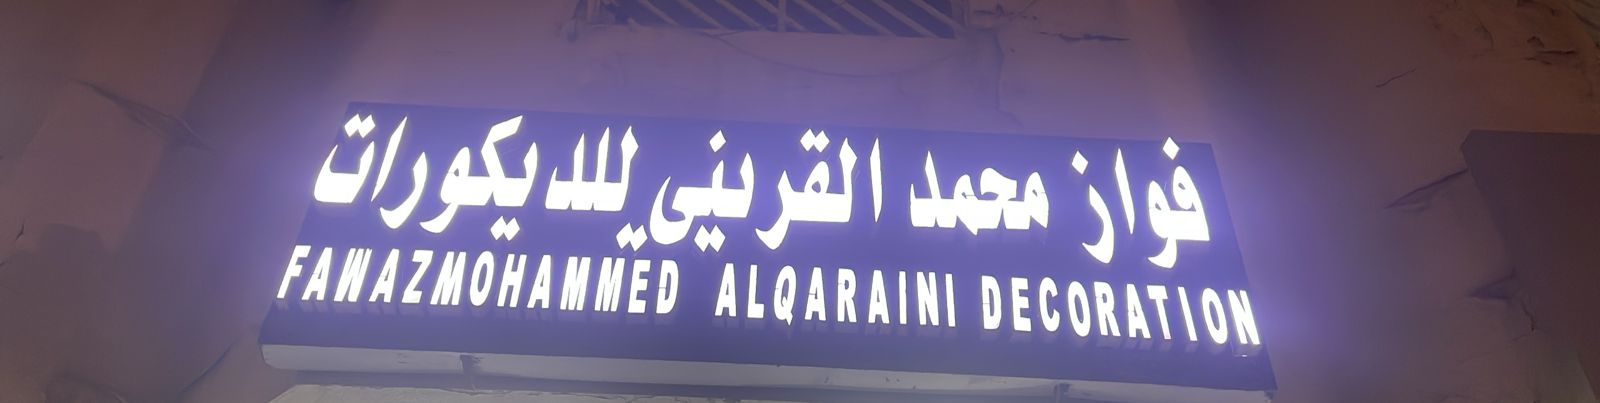 فواز محمد القريني للديكورات
FAWAZMOHAMMED ALQARAINI DECORATION